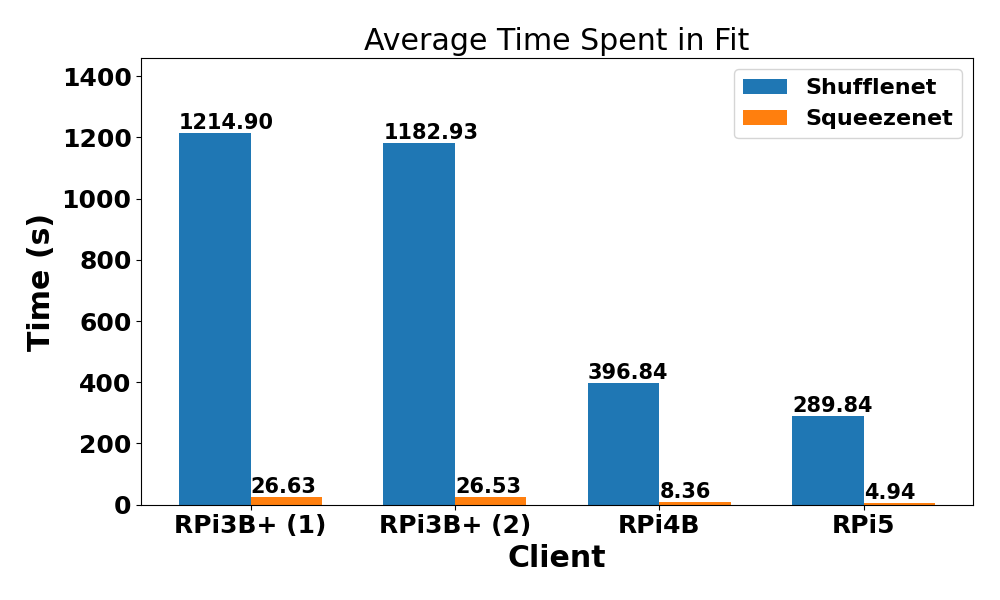 Average Time Spent in Fit
Time (s)
1400
1200
1000
800
600
400
200
0
Shufflenet
Squeezenet
1214.90
26.63
1182.93
26.53
396.84
8.36
289.84
4.94
RPi3B+ (1)
RPi3B+ (2)
RPi4B
RPi5
Client